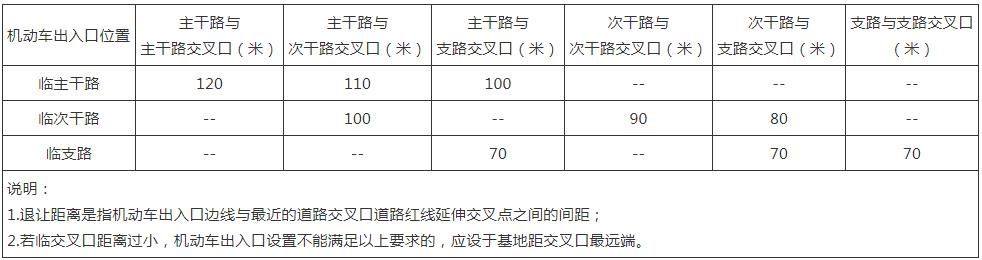 机动车出入口位置 主干路与主干路交叉口（米） 主干路与次干路交叉口（米） 主干路与支路交叉口（米） 次干路与次干路交叉口（米） 次干路与支路交叉口（米） 支路与支路交叉口（米）
临主干路 120 110 100 -- -- --
临次干路 -- 100 -- 90 80 --
临支路 -- -- 70 -- 70 70
说明：
1.退让距离是指机动车出入口边线与最近的道路交叉口道路红线延伸交叉点之间的间距；
2.若临交叉口距离过小，机动车出入口设置不能满足以上要求的，应设于基地距交叉口最远端。